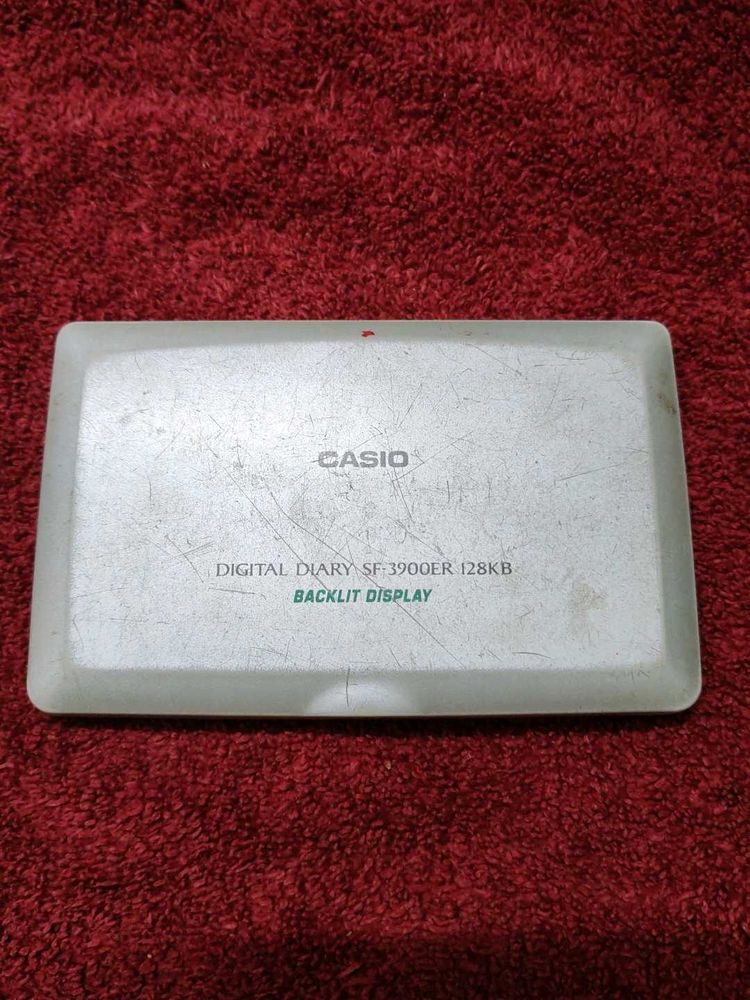 CASIO
DIGITAL DIARY SF-3900ER 128KB
BACKLIT DISPLAY